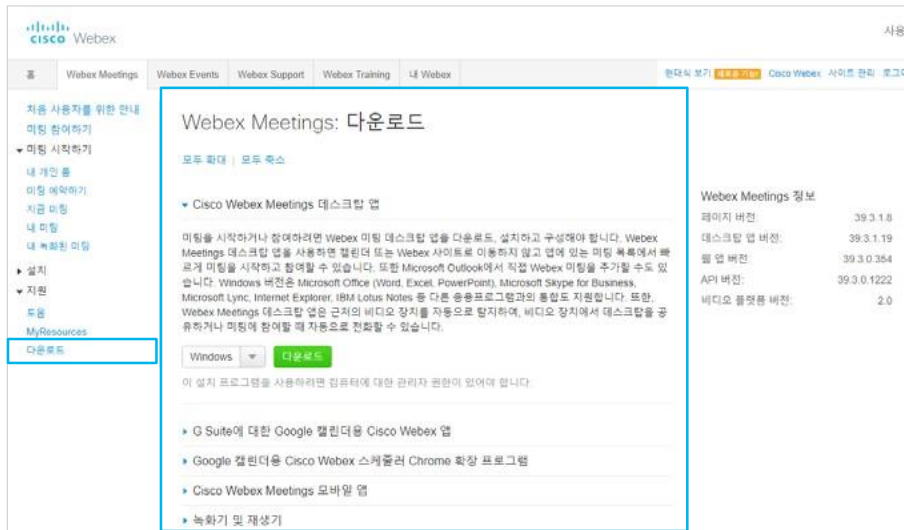 CISCO Webex
사용
홈 Webex Meetings Webex Events Webex Support Webex Training 내 Webex
현대식 보기 새로운 기능! Cisco Webex 사이트 관리 로그
처음 사용자를 위한 안내
미팅 참여하기
미팅 시작하기
내 개인 룸
미팅 예약하기
지금 미팅
내 미팅
내 녹화된 미팅
설치
지원
도움
MyResources
다운로드
Webex Meetings: 다운로드
모두 확대 | 모두 축소
Cisco Webex Meetings 데스크탑 앱
미팅을 시작하거나 참여하려면 Webex 미팅 데스크탑 앱을 다운로드, 설치하고 구성해야 합니다. Webex
Meetings 데스크탑 앱을 사용하면 캘린더 또는 Webex 사이트로 이동하지 않고 앱에 있는 미팅 목록에서 빠
르게 미팅을 시작하고 참여할 수 있습니다. 또한 Microsoft Outlook에서 직접 Webex 미팅을 추가할 수도 있
습니다. Windows 버전은 Microsoft Office (Word, Excel, PowerPoint), Microsoft Skype for Business,
Microsoft Lync, Internet Explorer, IBM Lotus Notes 등 다른 응용프로그램과의 통합도 지원합니다. 또한,
Webex Meetings 데스크탑 앱은 근처의 비디오 장치를 자동으로 탐지하여, 비디오 장치에서 데스크탑을 공
유하거나 미팅에 참여할 때 자동으로 전화할 수 있습니다.
Windows 다운로드
이 설치 프로그램을 사용하려면 컴퓨터에 대한 관리자 권한이 있어야 합니다.
G Suite에 대한 Google 캘린더용 Cisco Webex 앱
Google 캘린더용 Cisco Webex 스케줄러 Chrome 확장 프로그램
Cisco Webex Meetings 모바일 앱
녹화기 및 재생기
Webex Meetings 정보
페이지 버전: 39.3.1.8
데스크탑 앱 버전: 39.3.1.19
웹 앱 버전: 39.3.0.354
API 버전: 39.3.0.1222
비디오 플랫폼 버전: 2.0